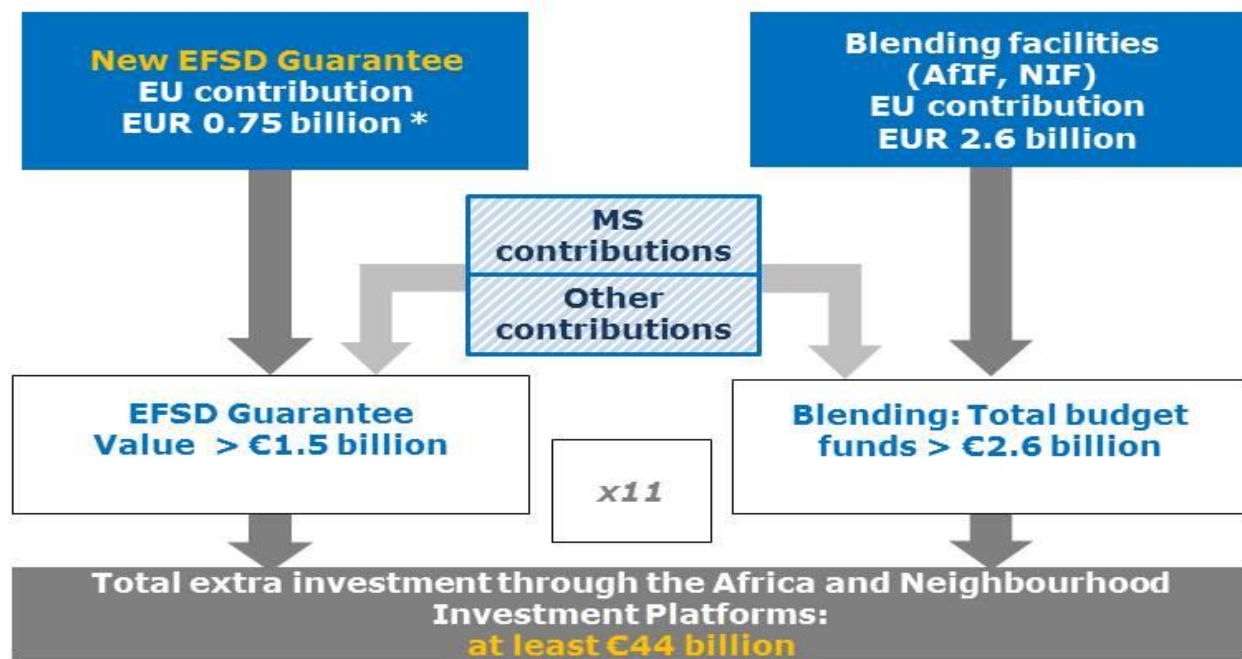 New EFSD Guarantee
EU contribution
EUR 0.75 billion *
Blending facilities
(AfIF, NIF)
EU contribution
EUR 2.6 billion
MS
contributions
Other
contributions
EFSD Guarantee
Value > €1.5 billion
Blending: Total budget
funds > €2.6 billion
x11
Total extra investment through the Africa and Neighbourhood
Investment Platforms:
at least €44 billion